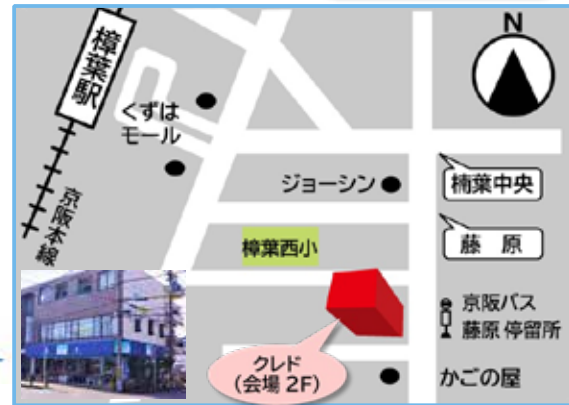 N
樟葉駅
くずは
モール
京阪本線
ジョーシン
楠葉中央
樟葉西小
藤原
京阪バス
藤原 停留所
クレド
(会場 2F)
かごの屋